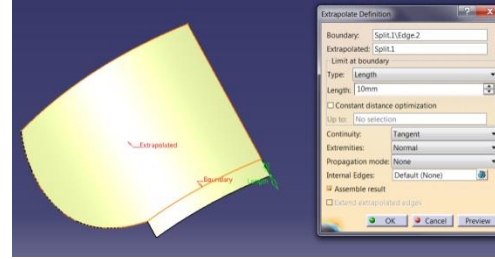 Extrapolate Definition
Boundary: Split.1\Edge.2
Extrapolated: Split.1
Limit at boundary
Type: Length
Length: 10mm
Constant distance optimization
Up to: No selection
Continuity: Tangent
Extremities: Normal
Propagation mode: None
Internal Edges: Default (None)
Assemble result
Extend extrapolated edges
OK Cancel Preview
Extrapolated
Boundary